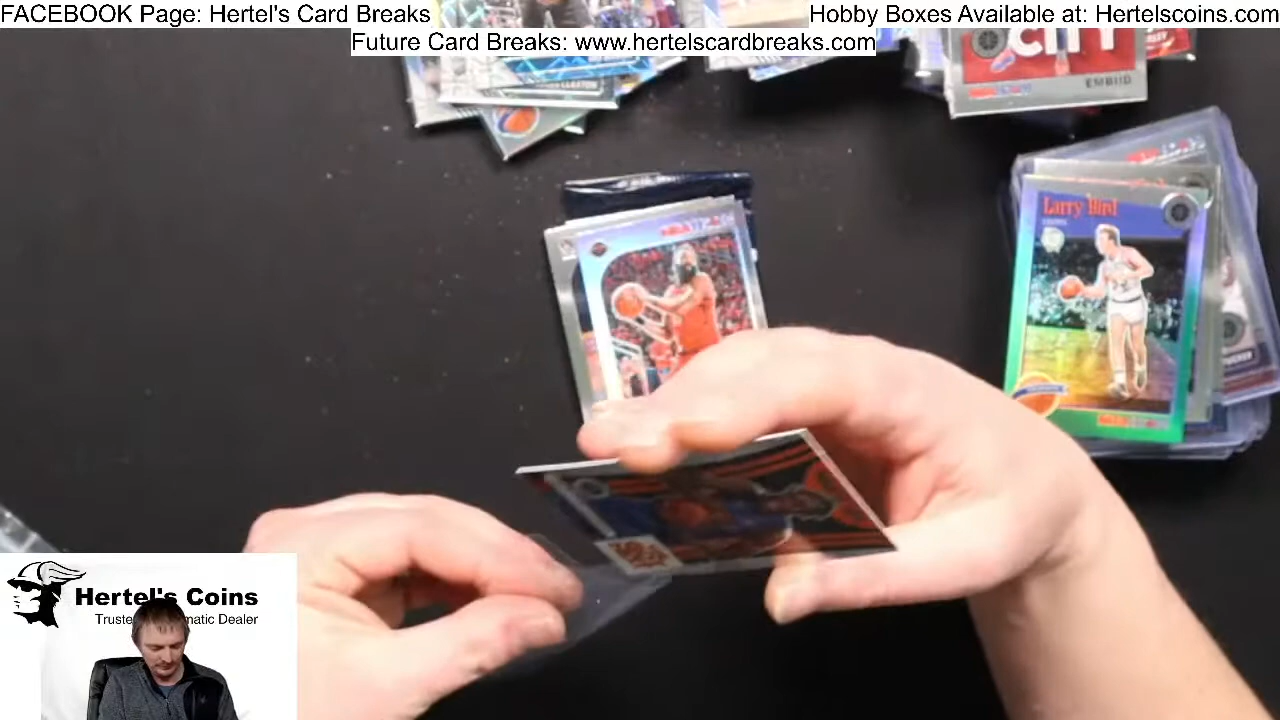 FACEBOOK Page: Hertel's Card Breaks
Hobby Boxes Available at: Hertelscoins.com
Future Card Breaks: www.hertelscardbreaks.com
CITY
EMBIID
Larry Bird
Hertel's Coins
Truste matic Dealer